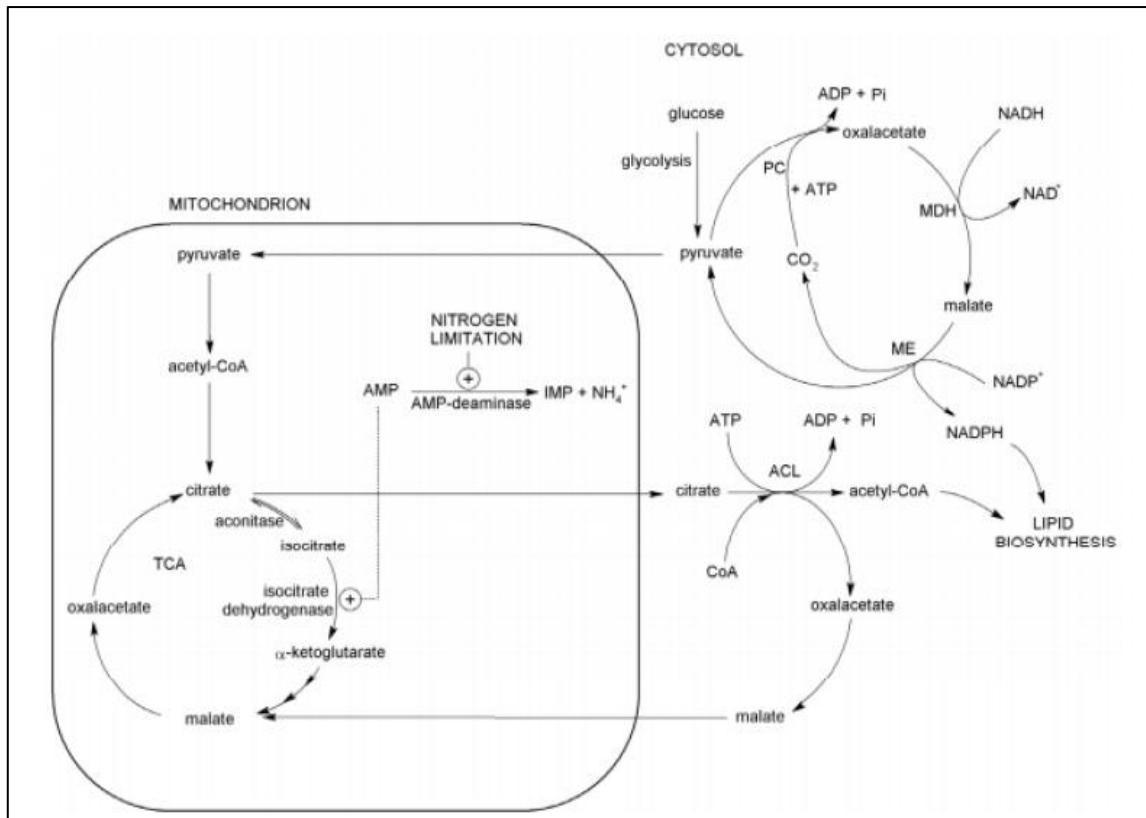 CYTOSOL
ADP + Pi
glucose
oxalacetate
NADH
glycolysis
PC
+ ATP
NAD⁺
MDH
MITOCHONDRION
pyruvate
pyruvate
CO₂
malate
NITROGEN
LIMITATION
ME
acetyl-CoA
+
NADP⁺
AMP
IMP + NH₄⁺
AMP-deaminase
ATP
ADP + Pi
NADPH
ACL
citrate
citrate
acetyl-CoA
aconitase
LIPID
BIOSYNTHESIS
isocitrate
TCA
CoA
isocitrate
dehydrogenase
+
oxalacetate
oxalacetate
α-ketoglutarate
malate
malate